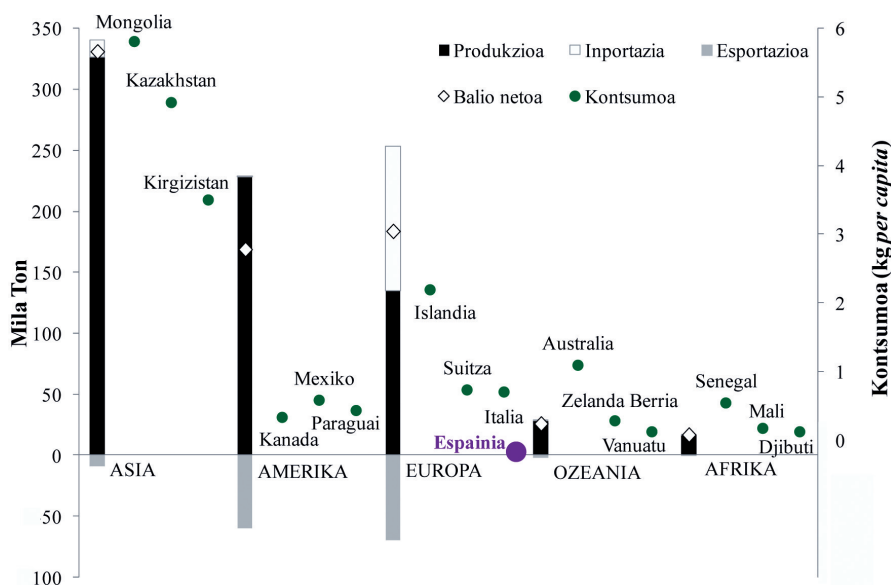 Mongolia
Kazakhstan
Kirgizistan
Produkzioa
Inportazia
Esportazioa
Balio netoa
Kontsumoa
Kanada
Mexiko
Paraguai
Islandia
Suitza
Italia
Espainia
Australia
Zelanda Berria
Vanuatu
Senegal
Mali
Djibuti
ASIA
AMERIKA
EUROPA
OZEANIA
AFRIKA
Mila Ton
350
300
250
200
150
100
50
0
50
100
Kontsumoa (kg per capita)
6
5
4
3
2
1
0